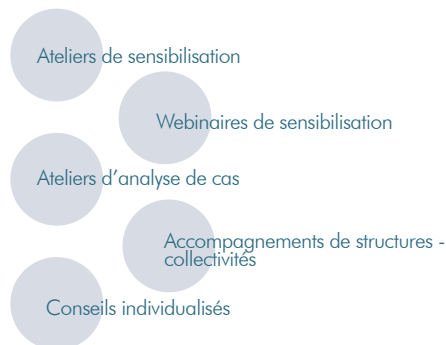 Ateliers de sensibilisation
Webinaires de sensibilisation
Ateliers d’analyse de cas
Accompagnements de structures -
collectivités
Conseils individualisés